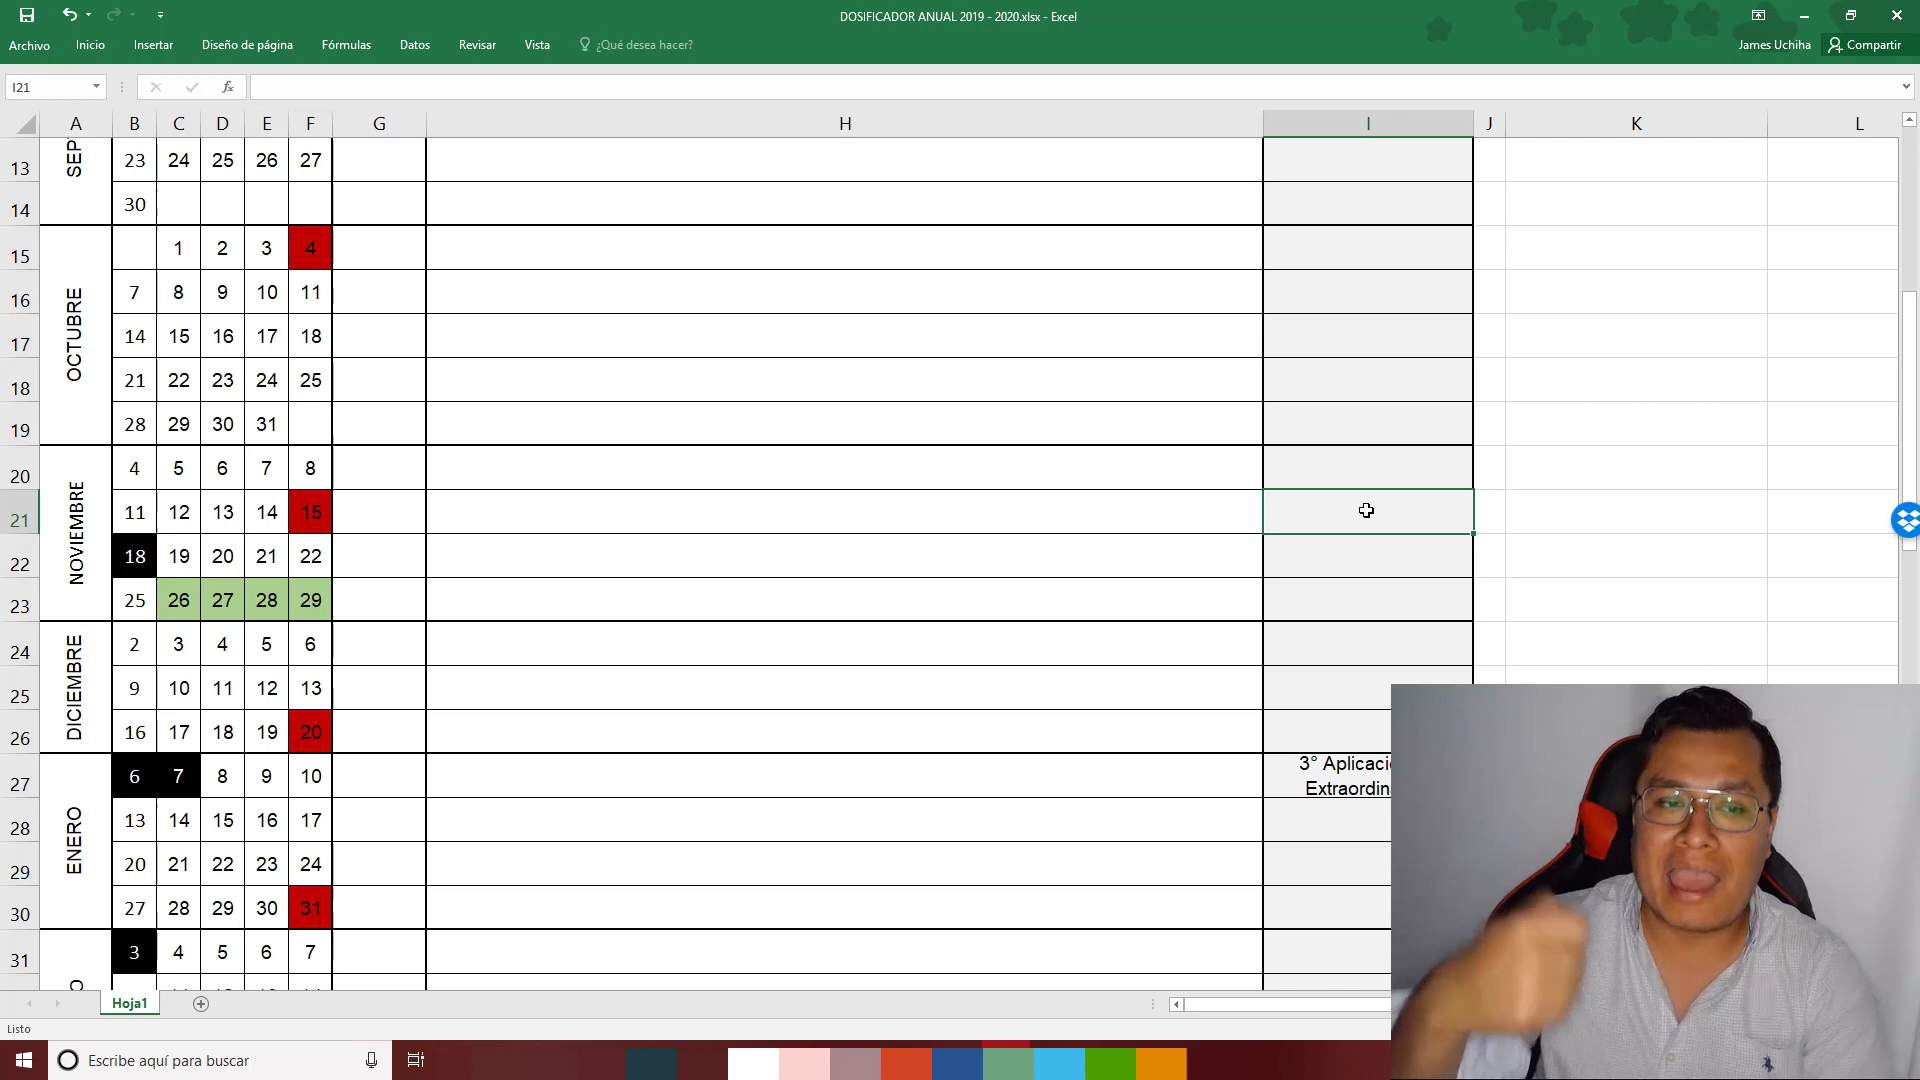 DOSIFICADOR ANUAL 2019 - 2020.xlsx - Excel
Archivo Inicio Insertar Diseño de página Fórmulas Datos Revisar Vista ¿Qué desea hacer? James Uchiha Compartir
I21 fx
A B C D E F G H I J K L
13 SEP 23 24 25 26 27
14 30
15 1 2 3 4
16 7 8 9 10 11
OCTUBRE
17 14 15 16 17 18
18 21 22 23 24 25
19 28 29 30 31
20 4 5 6 7 8
21 11 12 13 14 15
NOVIEMBRE
22 18 19 20 21 22
23 25 26 27 28 29
24 2 3 4 5 6
DICIEMBRE
25 9 10 11 12 13
26 16 17 18 19 20
27 6 7 8 9 10 3° Aplicaci
Extraordin
28 13 14 15 16 17
ENERO
29 20 21 22 23 24
30 27 28 29 30 31
31 3 4 5 6 7
O
Hoja1
Listo
Escribe aquí para buscar